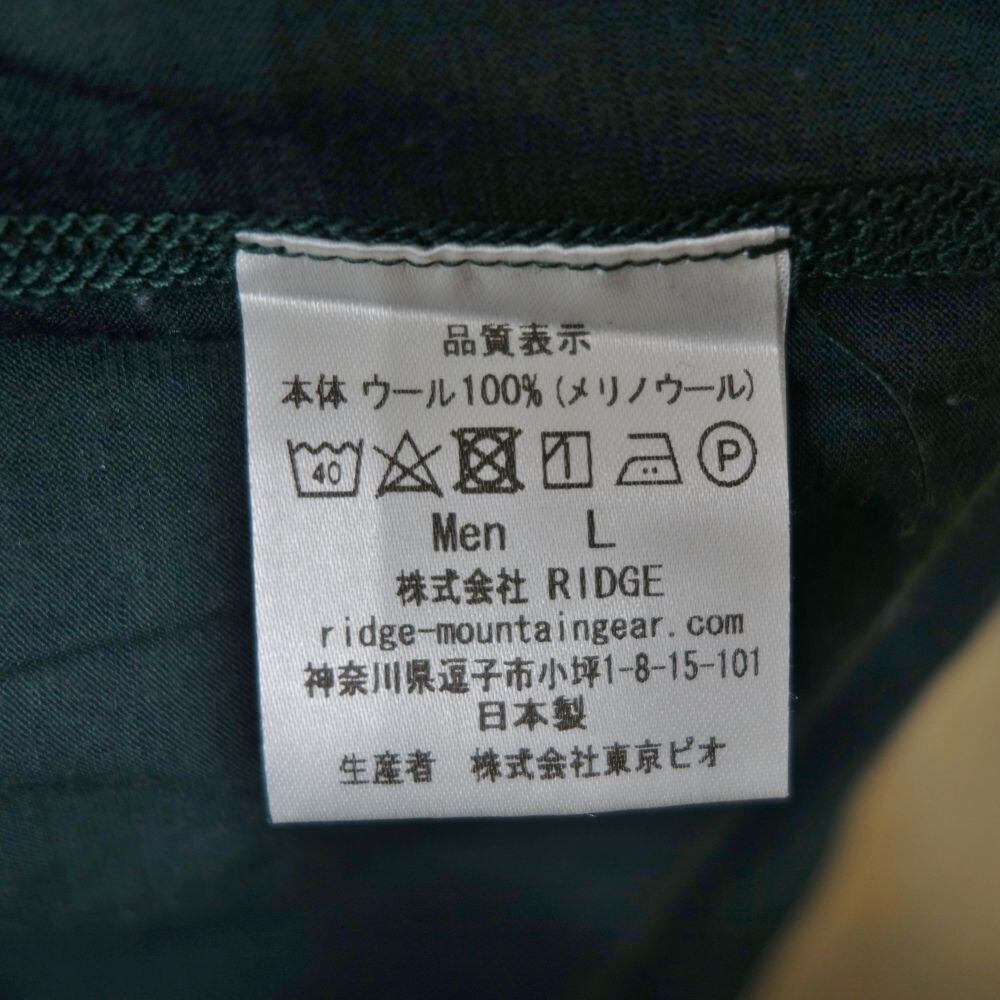 品質表示
本体 ウール100% (メリノウール)
40 P
Men L
株式会社 RIDGE
ridge-mountaingear.com
神奈川県逗子市小坪1-8-15-101
日本製
生産者 株式会社東京ピオ